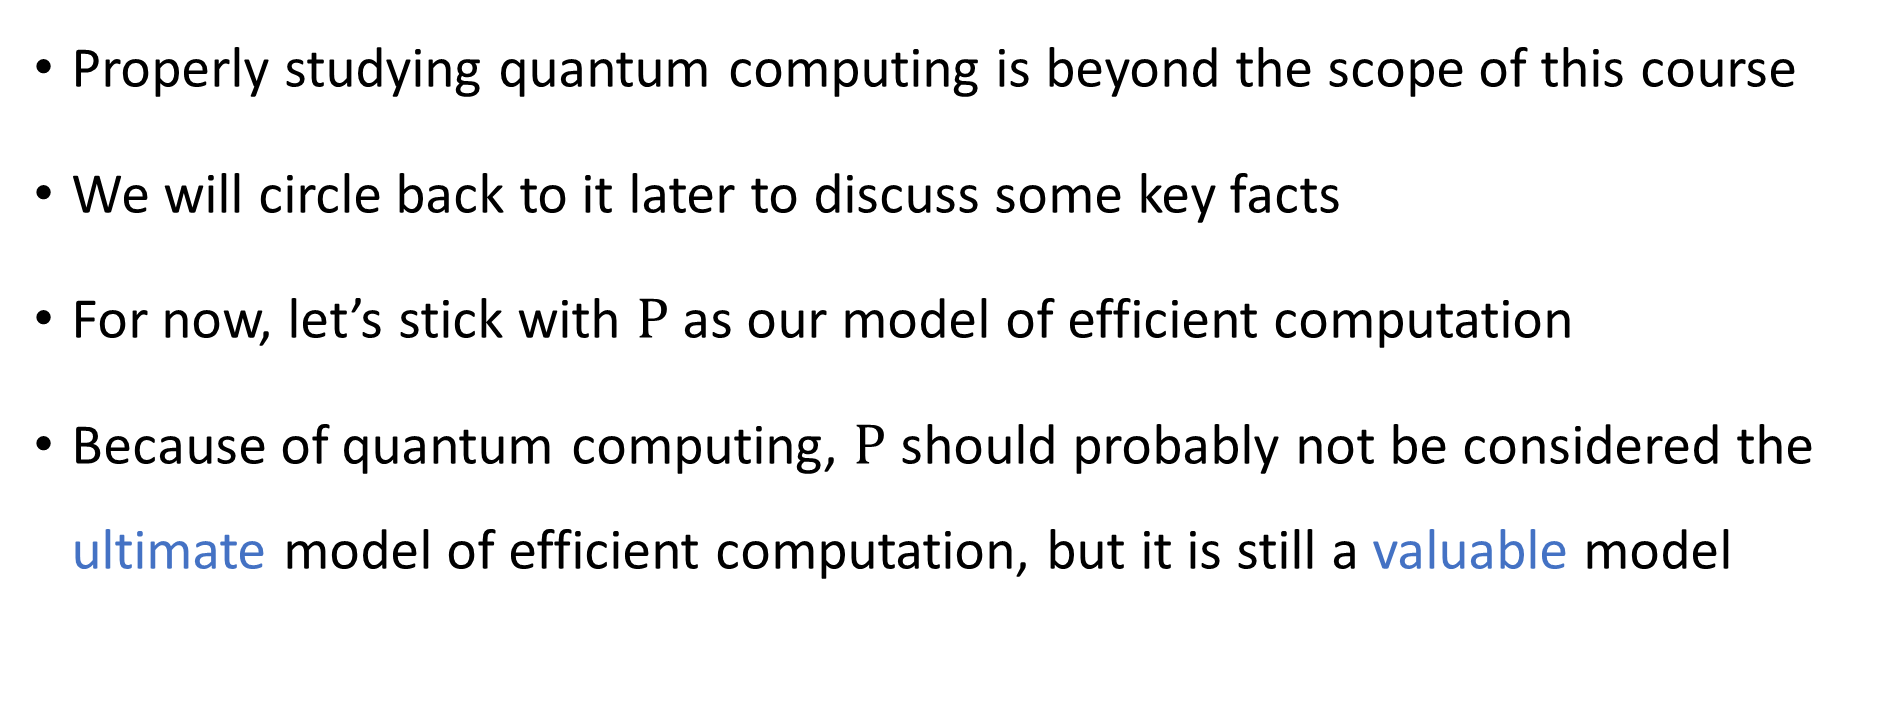 • Properly studying quantum computing is beyond the scope of this course
• We will circle back to it later to discuss some key facts
• For now, let’s stick with P as our model of efficient computation
• Because of quantum computing, P should probably not be considered the
ultimate model of efficient computation, but it is still a valuable model